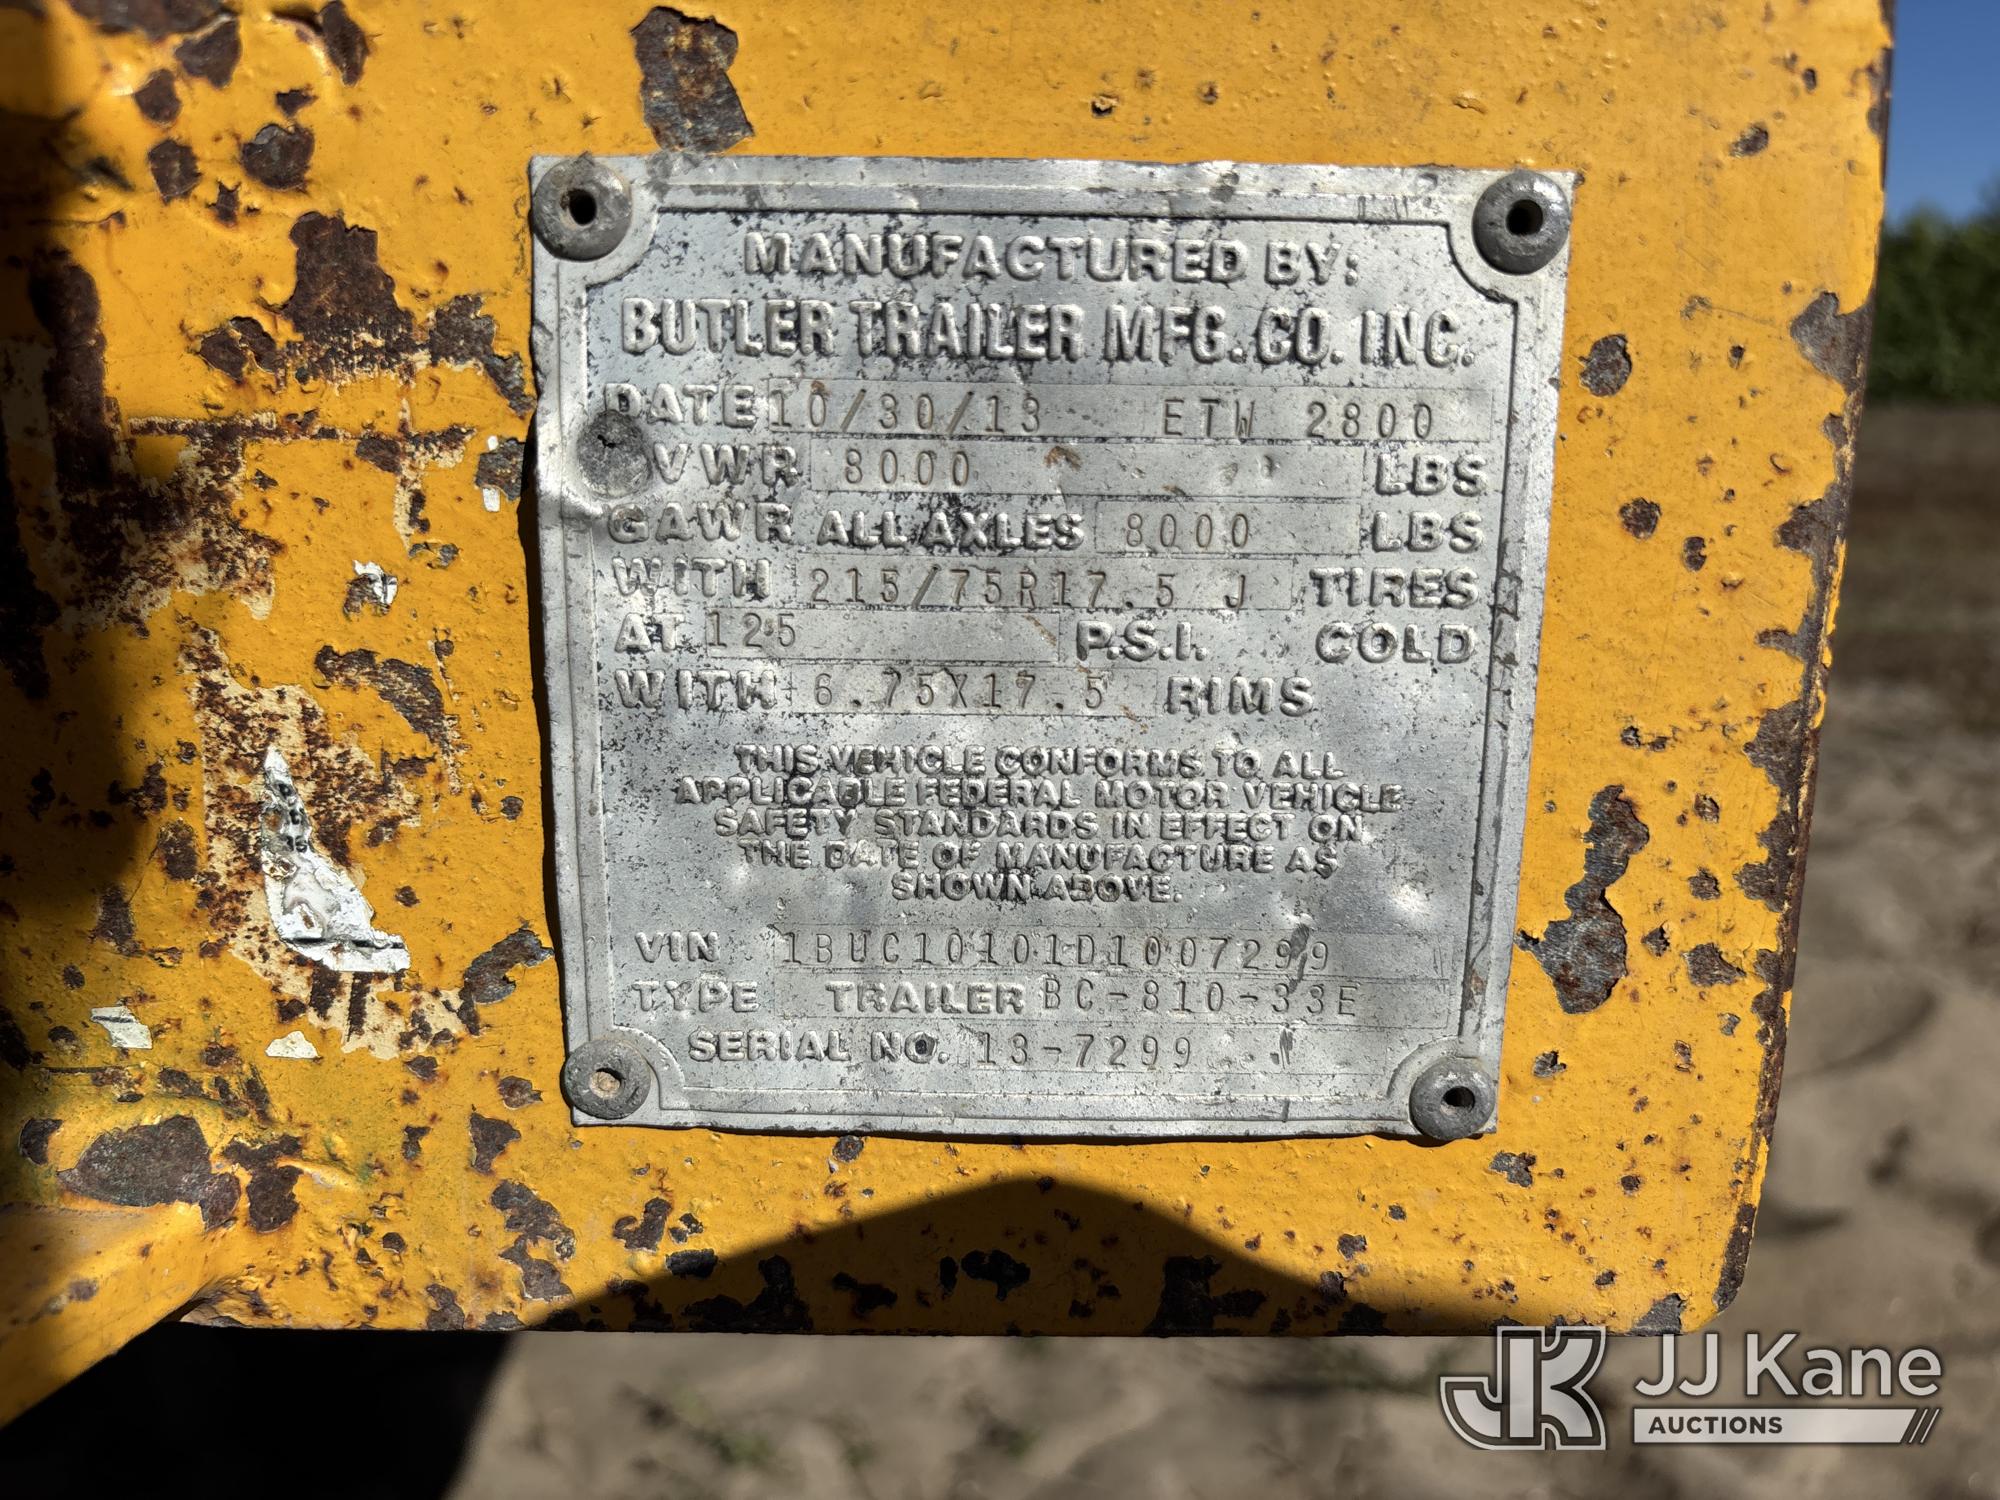 MANUFACTURED BY:
BUTLER TRAILER MFG. CO. INC.
DATE 10/30/13 ETW 2800
VWR 8000 LBS
GAWR ALL AXLES 8000 LBS
WITH 215/75R17.5 J TIRES
AT 125 P.S.I. COLD
WITH 6.75X17.5 RIMS
THIS VEHICLE CONFORMS TO ALL
APPLICABLE FEDERAL MOTOR VEHICLE
SAFETY STANDARDS IN EFFECT ON
THE DATE OF MANUFACTURE AS
SHOWN ABOVE.
VIN 1BUC10101D1007299
TYPE TRAILER BC-810-33E
SERIAL NO. 13-7299
JK JJ Kane
AUCTIONS